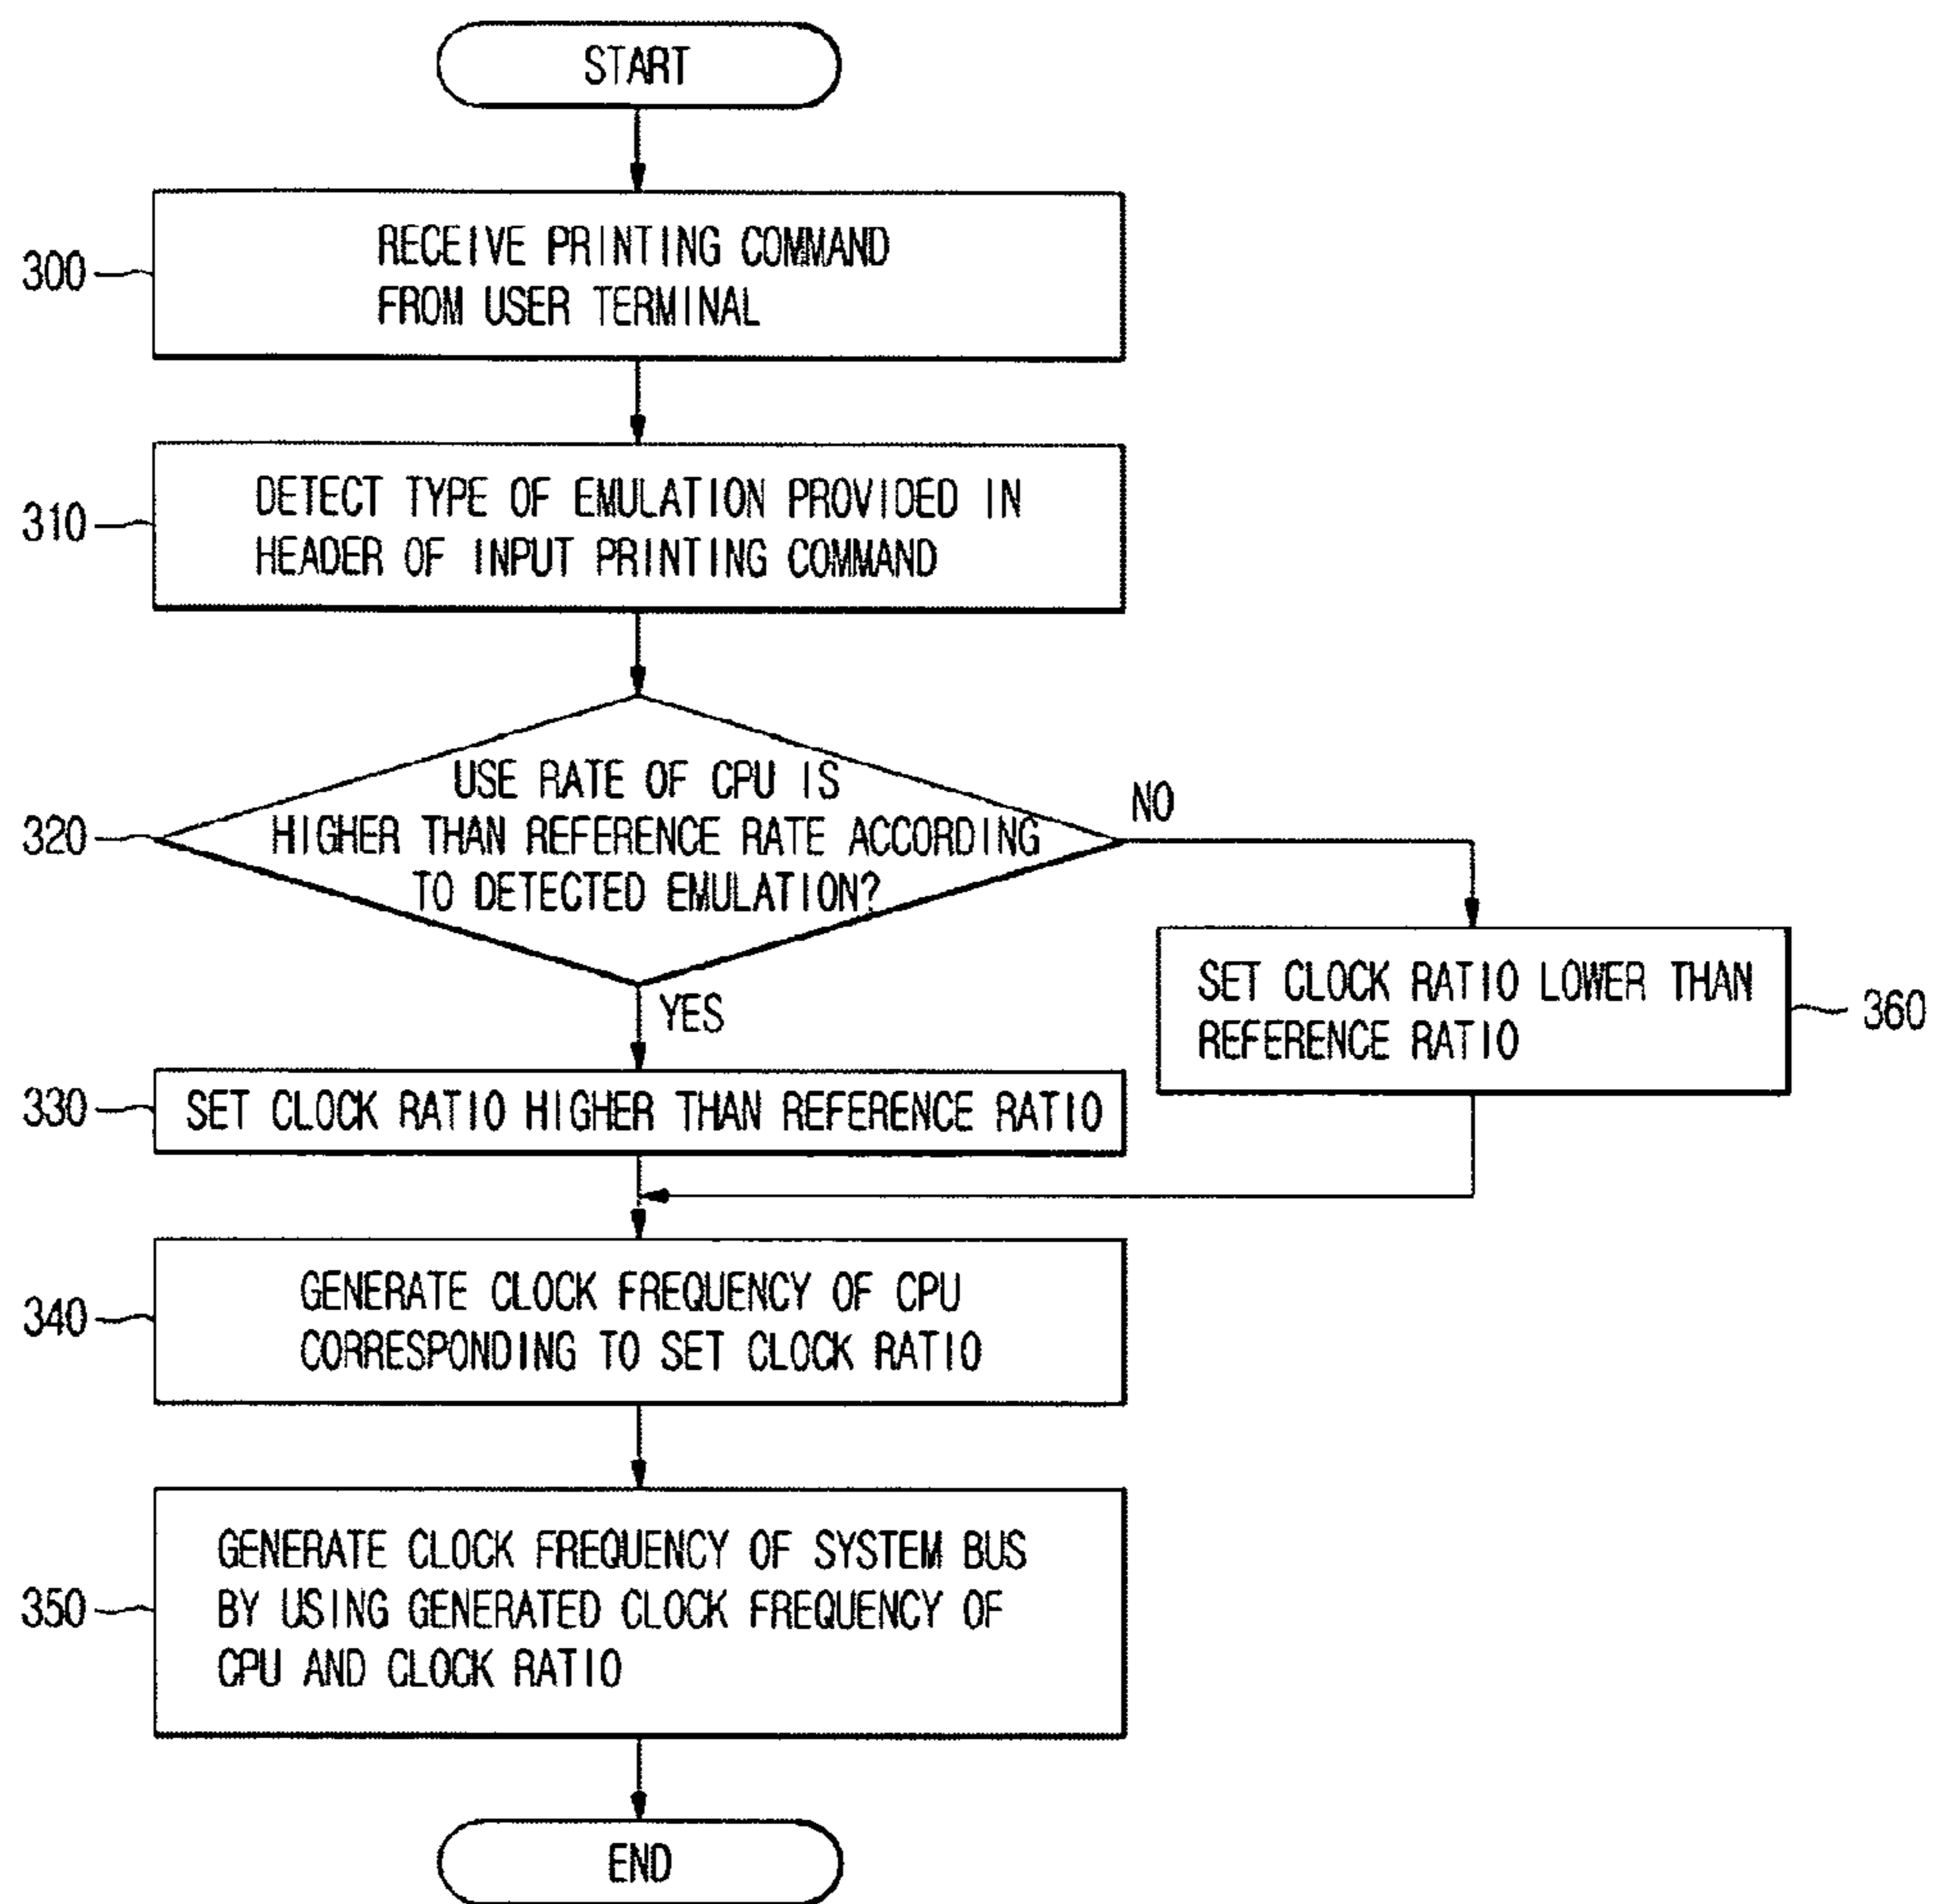 START
300
RECEIVE PRINTING COMMAND
FROM USER TERMINAL
310
DETECT TYPE OF EMULATION PROVIDED IN
HEADER OF INPUT PRINTING COMMAND
320
USE RATE OF CPU IS
HIGHER THAN REFERENCE RATE ACCORDING
TO DETECTED EMULATION?
NO
YES
SET CLOCK RATIO LOWER THAN
REFERENCE RATIO
360
330
SET CLOCK RATIO HIGHER THAN REFERENCE RATIO
340
GENERATE CLOCK FREQUENCY OF CPU
CORRESPONDING TO SET CLOCK RATIO
350
GENERATE CLOCK FREQUENCY OF SYSTEM BUS
BY USING GENERATED CLOCK FREQUENCY OF
CPU AND CLOCK RATIO
END